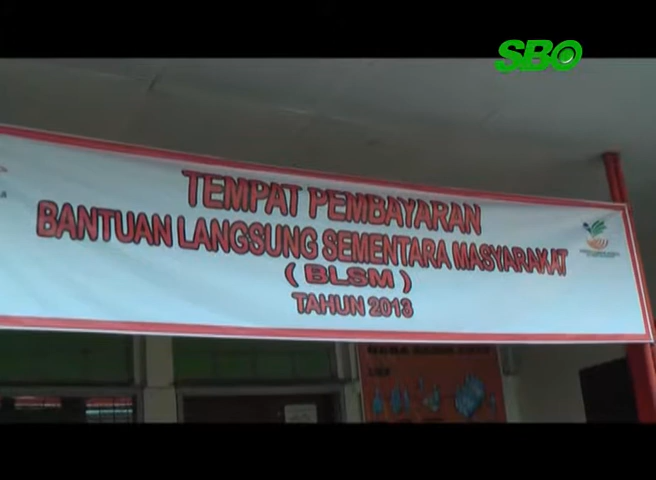 SBO
TEMPAT PEMBAYARAN
BANTUAN LANGSUNG SEMENTARA MASYARAKAT
( BLSM )
TAHUN 2013